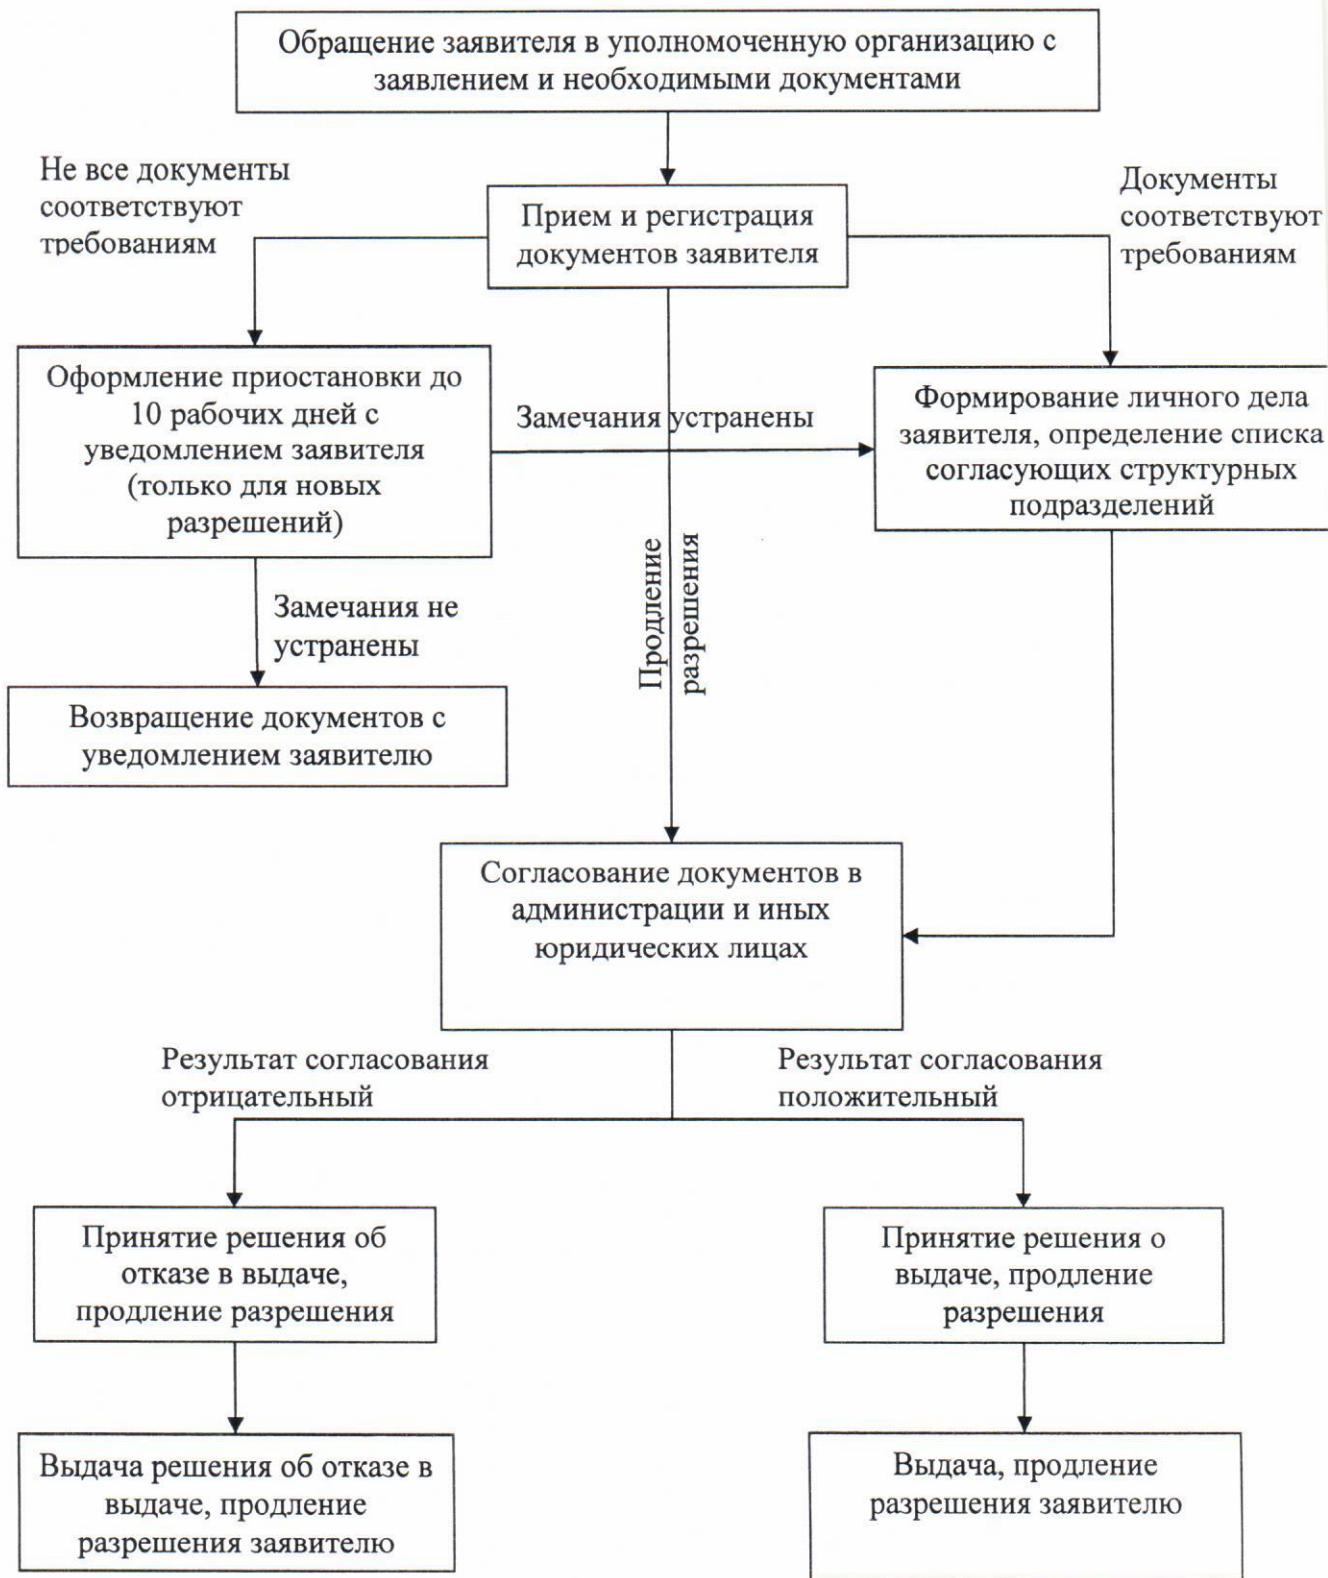 Обращение заявителя в уполномоченную организацию с
заявлением и необходимыми документами
Не все документы
соответствуют
требованиям
Прием и регистрация
документов заявителя
Документы
соответствуют
требованиям
Оформление приостановки до
10 рабочих дней с
уведомлением заявителя
(только для новых
разрешений)
Замечания устранены
Формирование личного дела
заявителя, определение списка
согласующих структурных
подразделений
Продление
разрешения
Замечания не
устранены
Возвращение документов с
уведомлением заявителю
Согласование документов в
администрации и иных
юридических лицах
Результат согласования
отрицательный
Результат согласования
положительный
Принятие решения об
отказе в выдаче,
продление разрешения
Принятие решения о
выдаче, продление
разрешения
Выдача решения об отказе в
выдаче, продление
разрешения заявителю
Выдача, продление
разрешения заявителю